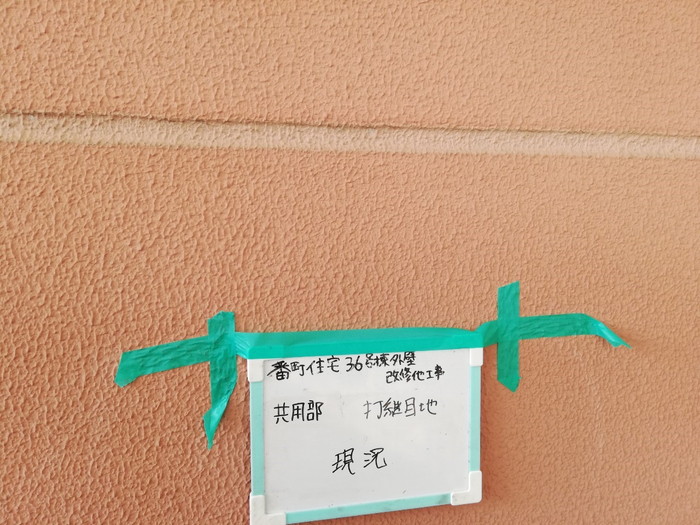 番町住宅36号棟外壁
改修他工事
共用部 打継目地
現況